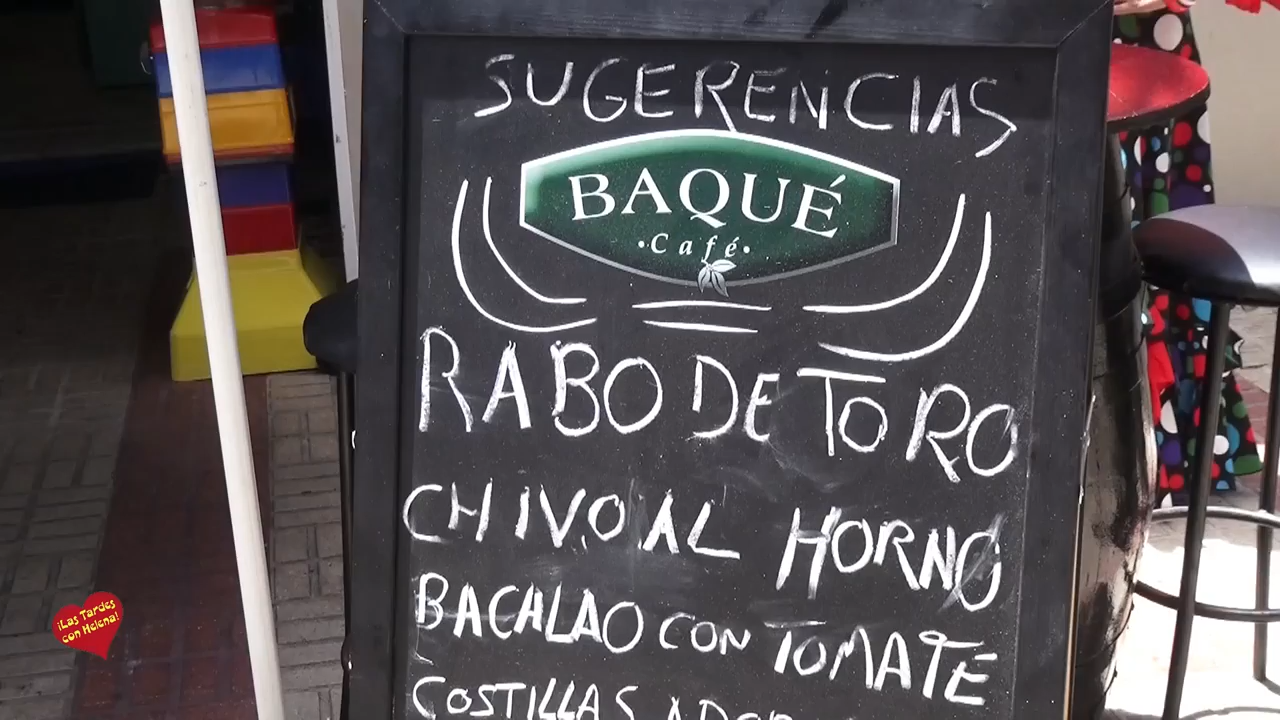 SUGERENCIAS
BAQUÉ
·Café·
RABO DE TORO
CHIVO AL HORNO
BACALAO CON TOMATE
COSTILLAS
¡Las Tardes
con Helena!